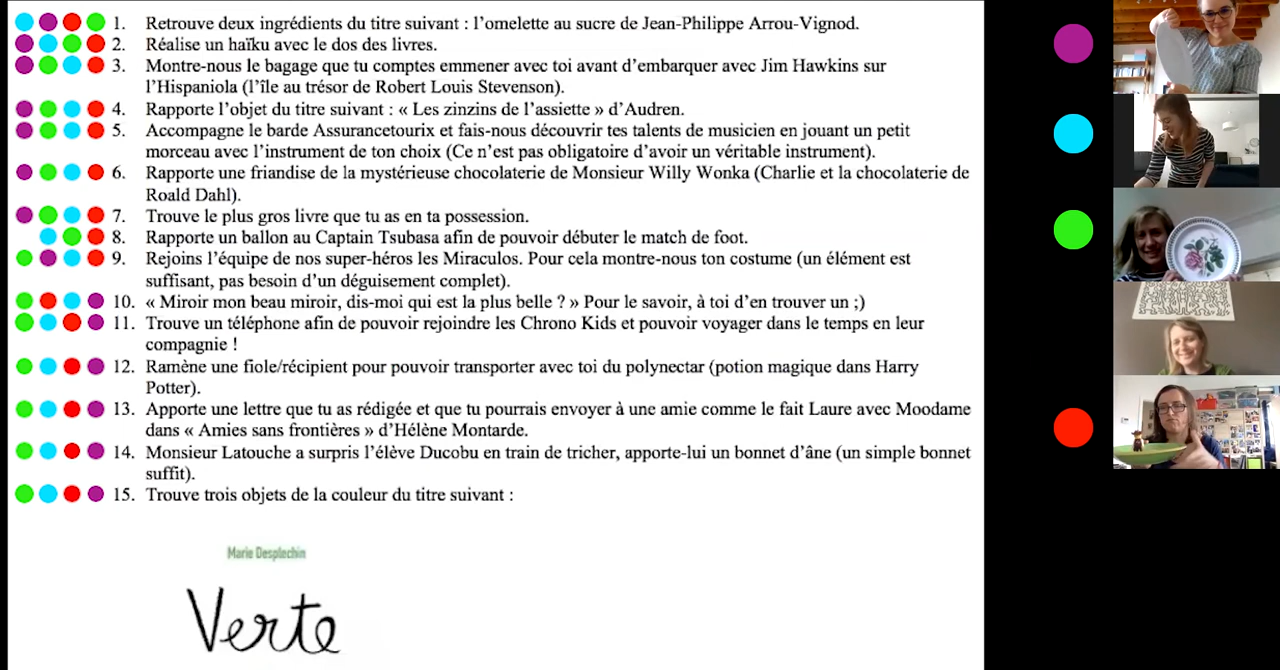 1. Retrouve deux ingrédients du titre suivant : l’omelette au sucre de Jean-Philippe Arrou-Vignod.
2. Réalise un haïku avec le dos des livres.
3. Montre-nous le bagage que tu comptes emmener avec toi avant d’embarquer avec Jim Hawkins sur
l’Hispaniola (l’île au trésor de Robert Louis Stevenson).
4. Rapporte l’objet du titre suivant : « Les zinzins de l’assiette » d’Audren.
5. Accompagne le barde Assurancetourix et fais-nous découvrir tes talents de musicien en jouant un petit
morceau avec l’instrument de ton choix (Ce n’est pas obligatoire d’avoir un véritable instrument).
6. Rapporte une friandise de la mystérieuse chocolaterie de Monsieur Willy Wonka (Charlie et la chocolaterie de
Roald Dahl).
7. Trouve le plus gros livre que tu as en ta possession.
8. Rapporte un ballon au Captain Tsubasa afin de pouvoir débuter le match de foot.
9. Rejoins l’équipe de nos super-héros les Miraculos. Pour cela montre-nous ton costume (un élément est
suffisant, pas besoin d’un déguisement complet).
10. « Miroir mon beau miroir, dis-moi qui est la plus belle ? » Pour le savoir, à toi d’en trouver un ;)
11. Trouve un téléphone afin de pouvoir rejoindre les Chrono Kids et pouvoir voyager dans le temps en leur
compagnie !
12. Ramène une fiole/récipient pour pouvoir transporter avec toi du polynectar (potion magique dans Harry
Potter).
13. Apporte une lettre que tu as rédigée et que tu pourrais envoyer à une amie comme le fait Laure avec Moodame
dans « Amies sans frontières » d’Hélène Montarde.
14. Monsieur Latouche a surpris l’élève Ducobu en train de tricher, apporte-lui un bonnet d’âne (un simple bonnet
suffit).
15. Trouve trois objets de la couleur du titre suivant :
Marie Desplechin
Verte